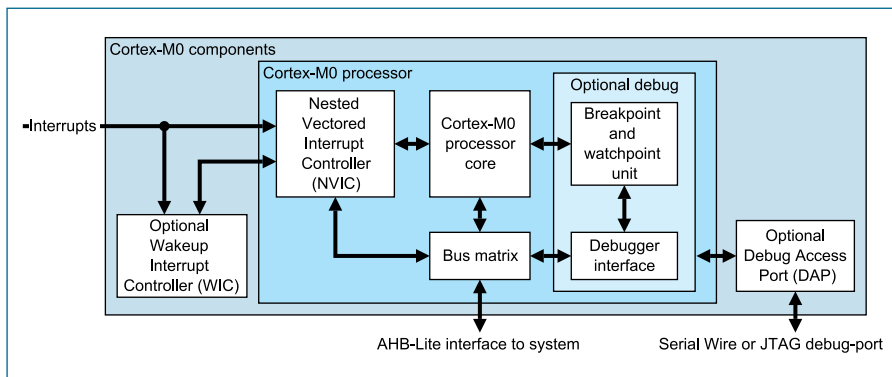 Cortex-M0 components
Cortex-M0 processor
Optional debug
Interrupts
Nested
Vectored
Interrupt
Controller
(NVIC)
Cortex-M0
processor
core
Breakpoint
and
watchpoint
unit
Optional
Wakeup
Interrupt
Controller (WIC)
Bus matrix
Debugger
interface
Optional
Debug Access
Port (DAP)
AHB-Lite interface to system
Serial Wire or JTAG debug-port